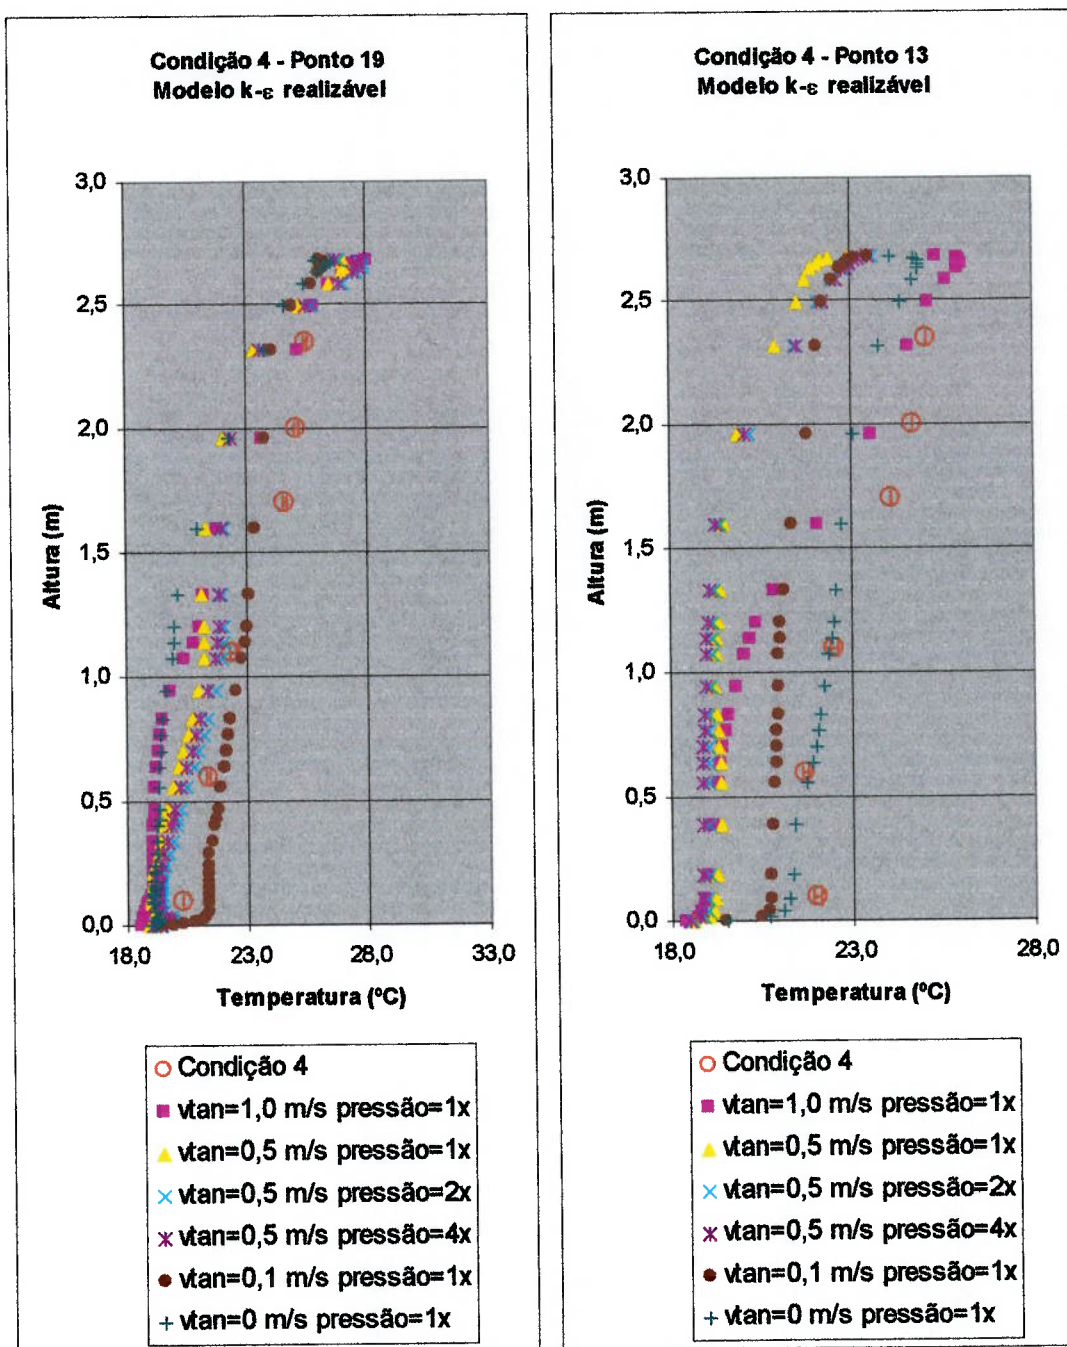 Condição 4 - Ponto 19
Modelo k-ε realizável
3,0
2,5
2,0
1,5
1,0
0,5
0,0
Altura (m)
18,0 23,0 28,0 33,0
Temperatura (ºC)
Condição 4
vtan=1,0 m/s pressão=1x
vtan=0,5 m/s pressão=1x
vtan=0,5 m/s pressão=2x
vtan=0,5 m/s pressão=4x
vtan=0,1 m/s pressão=1x
vtan=0 m/s pressão=1x
Condição 4 - Ponto 13
Modelo k-ε realizável
3,0
2,5
2,0
1,5
1,0
0,5
0,0
Altura (m)
18,0 23,0 28,0
Temperatura (ºC)
Condição 4
vtan=1,0 m/s pressão=1x
vtan=0,5 m/s pressão=1x
vtan=0,5 m/s pressão=2x
vtan=0,5 m/s pressão=4x
vtan=0,1 m/s pressão=1x
vtan=0 m/s pressão=1x